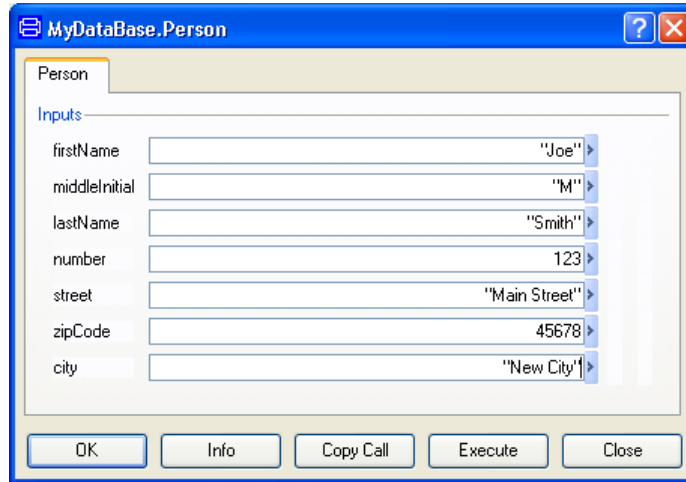 MyDataBase.Person
Person
Inputs
firstName "Joe"
middleInitial "M"
lastName "Smith"
number 123
street "Main Street"
zipCode 45678
city "New City"
OK Info Copy Call Execute Close